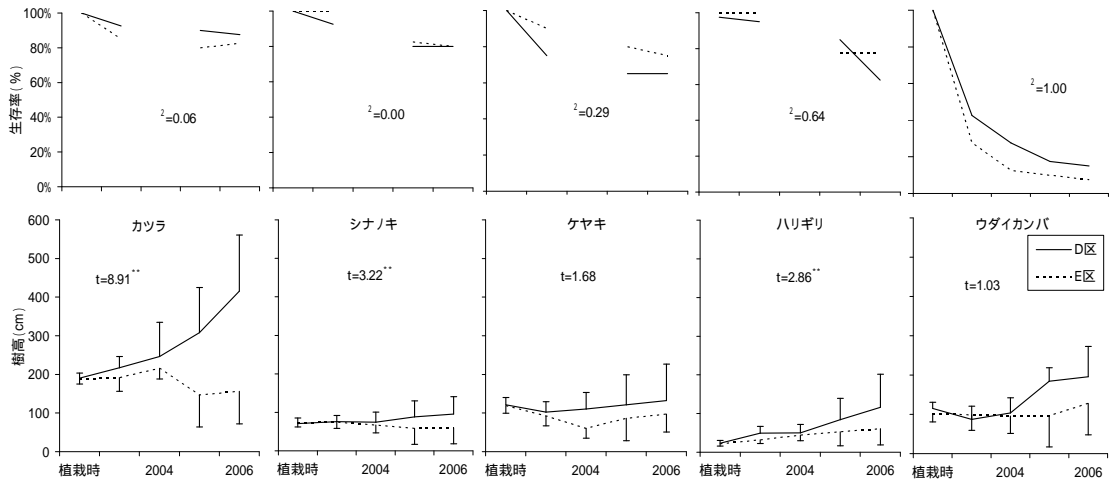 生存率(%)
100%
80%
60%
40%
20%
0%
²=0.06
²=0.00
²=0.29
²=0.64
²=1.00
樹高(cm)
600
500
400
300
200
100
0
カツラ
シナノキ
ケヤキ
ハリギリ
ウダイカンバ
t=8.91**
t=3.22**
t=1.68
t=2.86**
t=1.03
D区
E区
植栽時 2004 2006
植栽時 2004 2006
植栽時 2004 2006
植栽時 2004 2006
植栽時 2004 2006